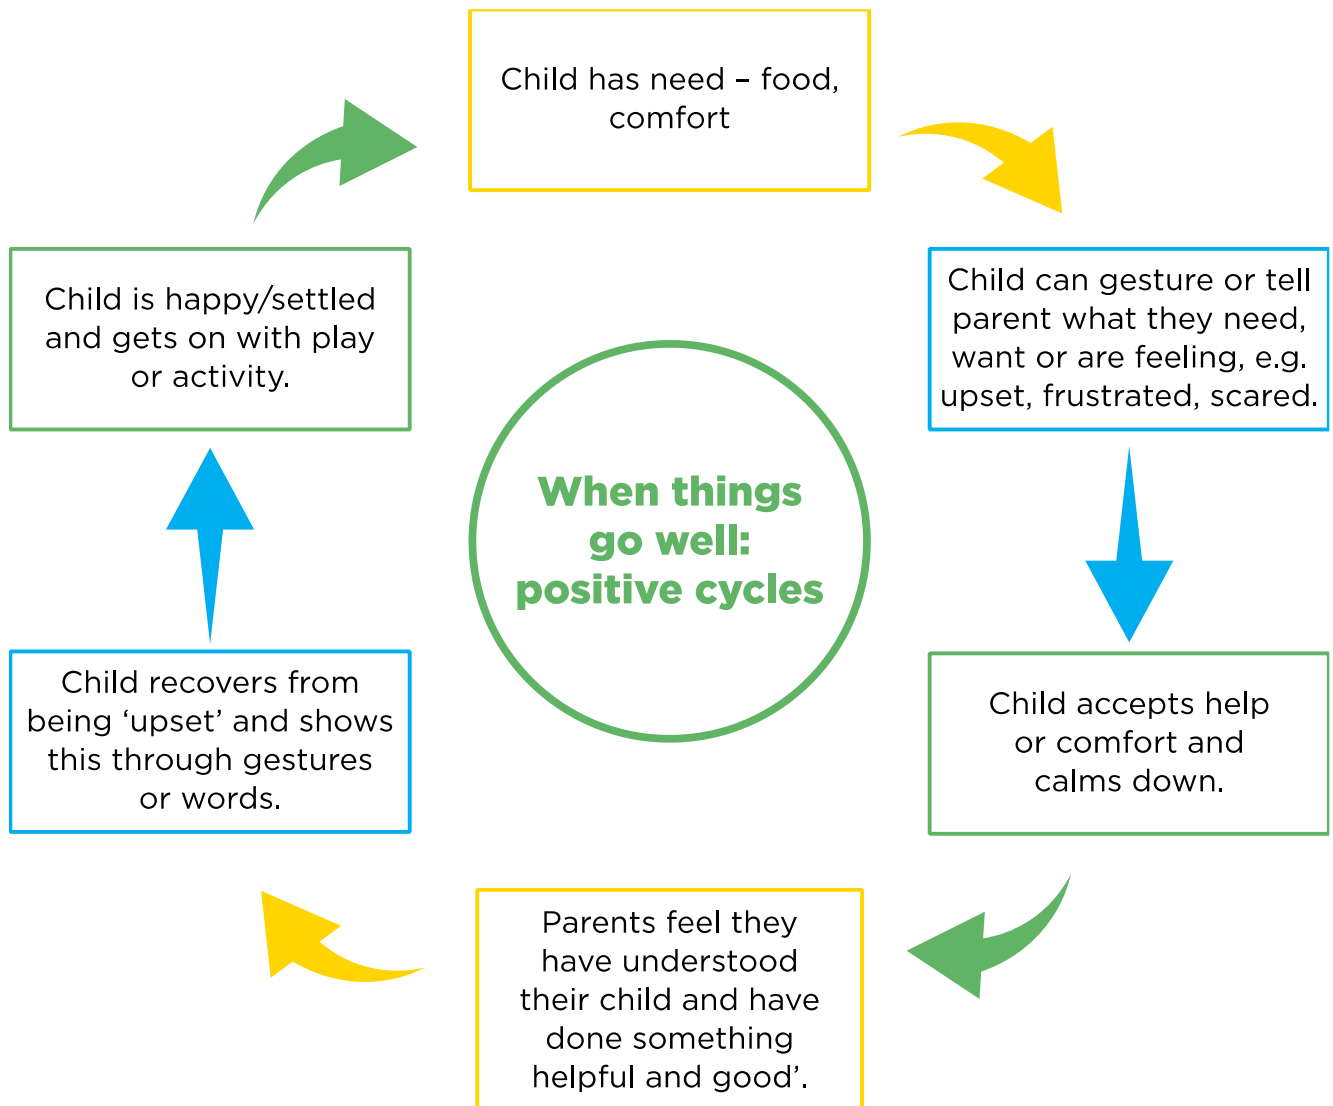 Child has need – food,
comfort
Child can gesture or tell
parent what they need,
want or are feeling, e.g.
upset, frustrated, scared.
Child accepts help
or comfort and
calms down.
Parents feel they
have understood
their child and have
done something
helpful and good’.
Child recovers from
being ‘upset’ and shows
this through gestures
or words.
Child is happy/settled
and gets on with play
or activity.
When things
go well:
positive cycles